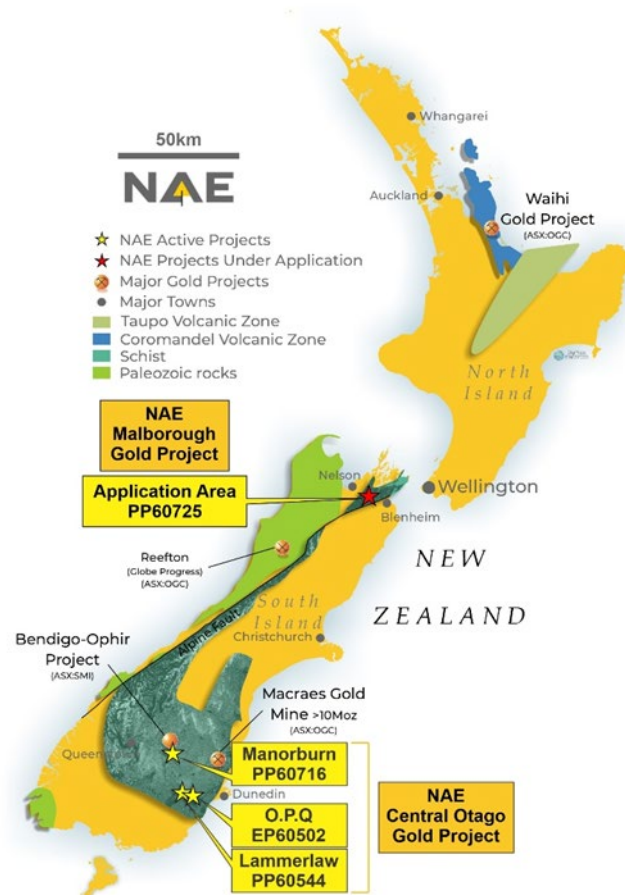 Whangarei
50km
NAE
Auckland
Waihi
Gold Project
(ASX:OGC)
NAE Active Projects
NAE Projects Under Application
Major Gold Projects
Major Towns
Taupo Volcanic Zone
Coromandel Volcanic Zone
Schist
Paleozoic rocks
North
Island
NAE
Malborough
Gold Project
Application Area
PP60725
Nelson
Wellington
Blenheim
Reefton
(Globe Progress)
(ASX:OGC)
NEW
ZEALAND
South
Island
Alpine Fault
Christchurch
Bendigo-Ophir
Project
(ASX:SMI)
Macraes Gold
Mine >10Moz
(ASX:OGC)
Manorburn
PP60716
O.P.Q
EP60502
Lammerlaw
PP60544
Dunedin
NAE
Central Otago
Gold Project